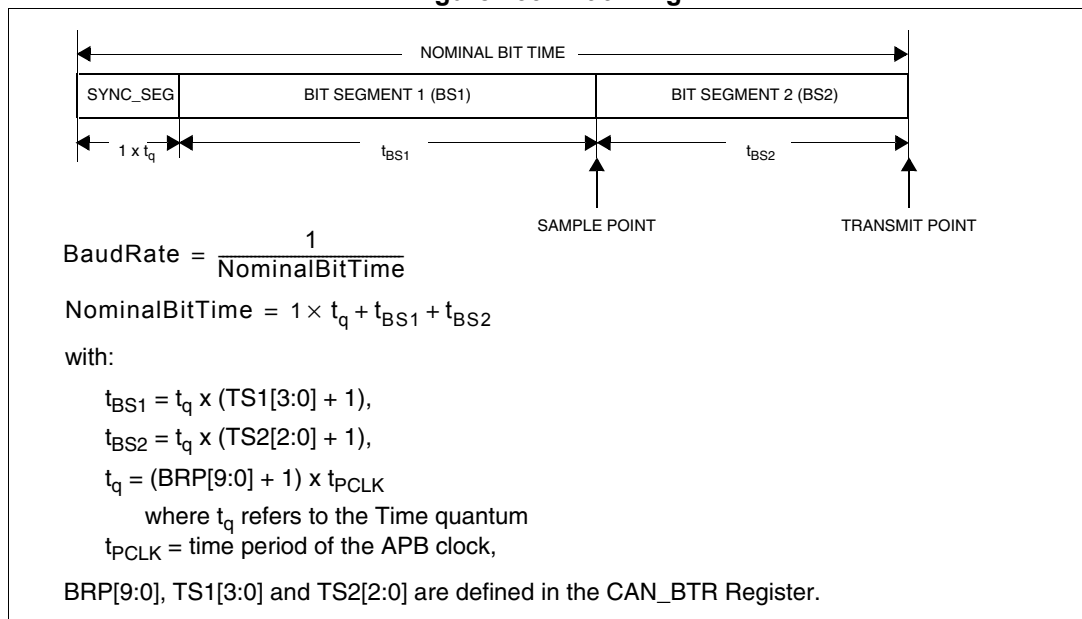 NOMINAL BIT TIME
SYNC_SEG BIT SEGMENT 1 (BS1) BIT SEGMENT 2 (BS2)
1 x tq tBS1 tBS2
SAMPLE POINT TRANSMIT POINT
BaudRate = 1 / NominalBitTime
NominalBitTime = 1 × tq + tBS1 + tBS2
with:
tBS1 = tq x (TS1[3:0] + 1),
tBS2 = tq x (TS2[2:0] + 1),
tq = (BRP[9:0] + 1) x tPCLK
where tq refers to the Time quantum
tPCLK = time period of the APB clock,
BRP[9:0], TS1[3:0] and TS2[2:0] are defined in the CAN_BTR Register.